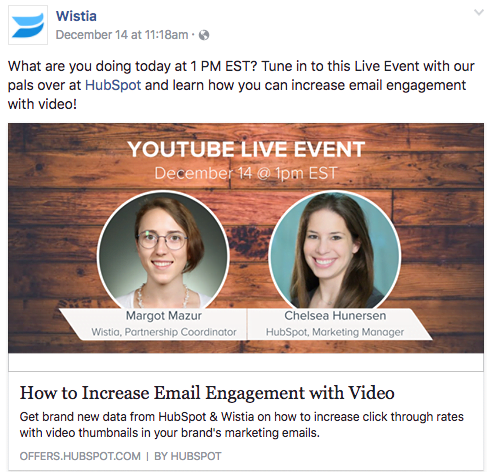 Wistia
December 14 at 11:18am ·
What are you doing today at 1 PM EST? Tune in to this Live Event with our
pals over at HubSpot and learn how you can increase email engagement
with video!
YOUTUBE LIVE EVENT
December 14 @ 1pm EST
Margot Mazur
Wistia, Partnership Coordinator
Chelsea Hunersen
HubSpot, Marketing Manager
How to Increase Email Engagement with Video
Get brand new data from HubSpot & Wistia on how to increase click through rates
with video thumbnails in your brand's marketing emails.
OFFERS.HUBSPOT.COM | BY HUBSPOT